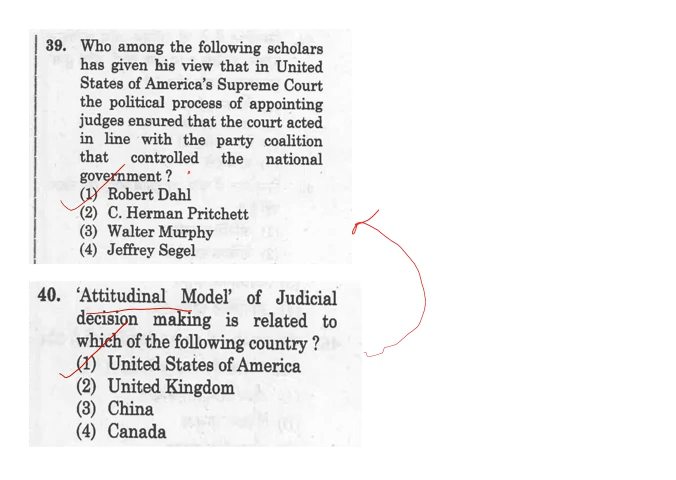 39. Who among the following scholars
has given his view that in United
States of America's Supreme Court
the political process of appointing
judges ensured that the court acted
in line with the party coalition
that controlled the national
government ?
(1) Robert Dahl
(2) C. Herman Pritchett
(3) Walter Murphy
(4) Jeffrey Segel
40. 'Attitudinal Model' of Judicial
decision making is related to
which of the following country ?
(1) United States of America
(2) United Kingdom
(3) China
(4) Canada